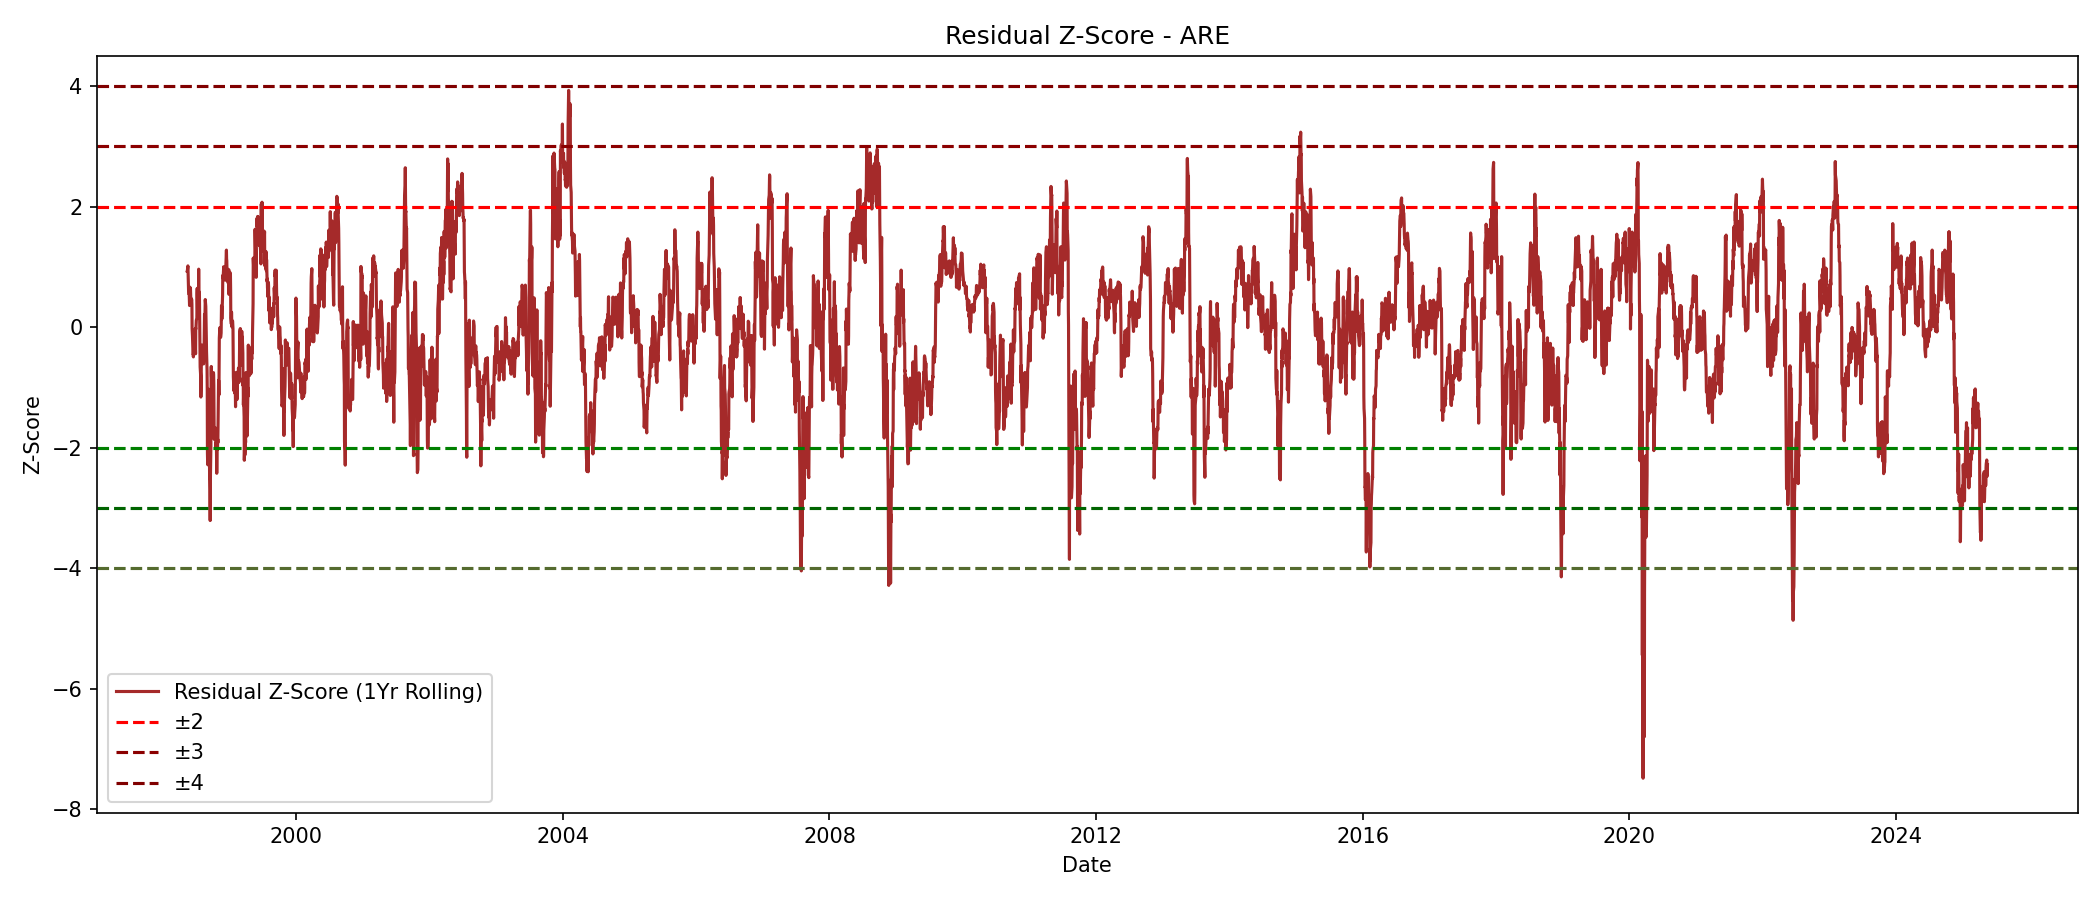 Residual Z-Score - ARE
4
3
2
0
−2
−4
−6
−8
Z-Score
Residual Z-Score (1Yr Rolling)
±2
±3
±4
2000 2004 2008 2012 2016 2020 2024
Date